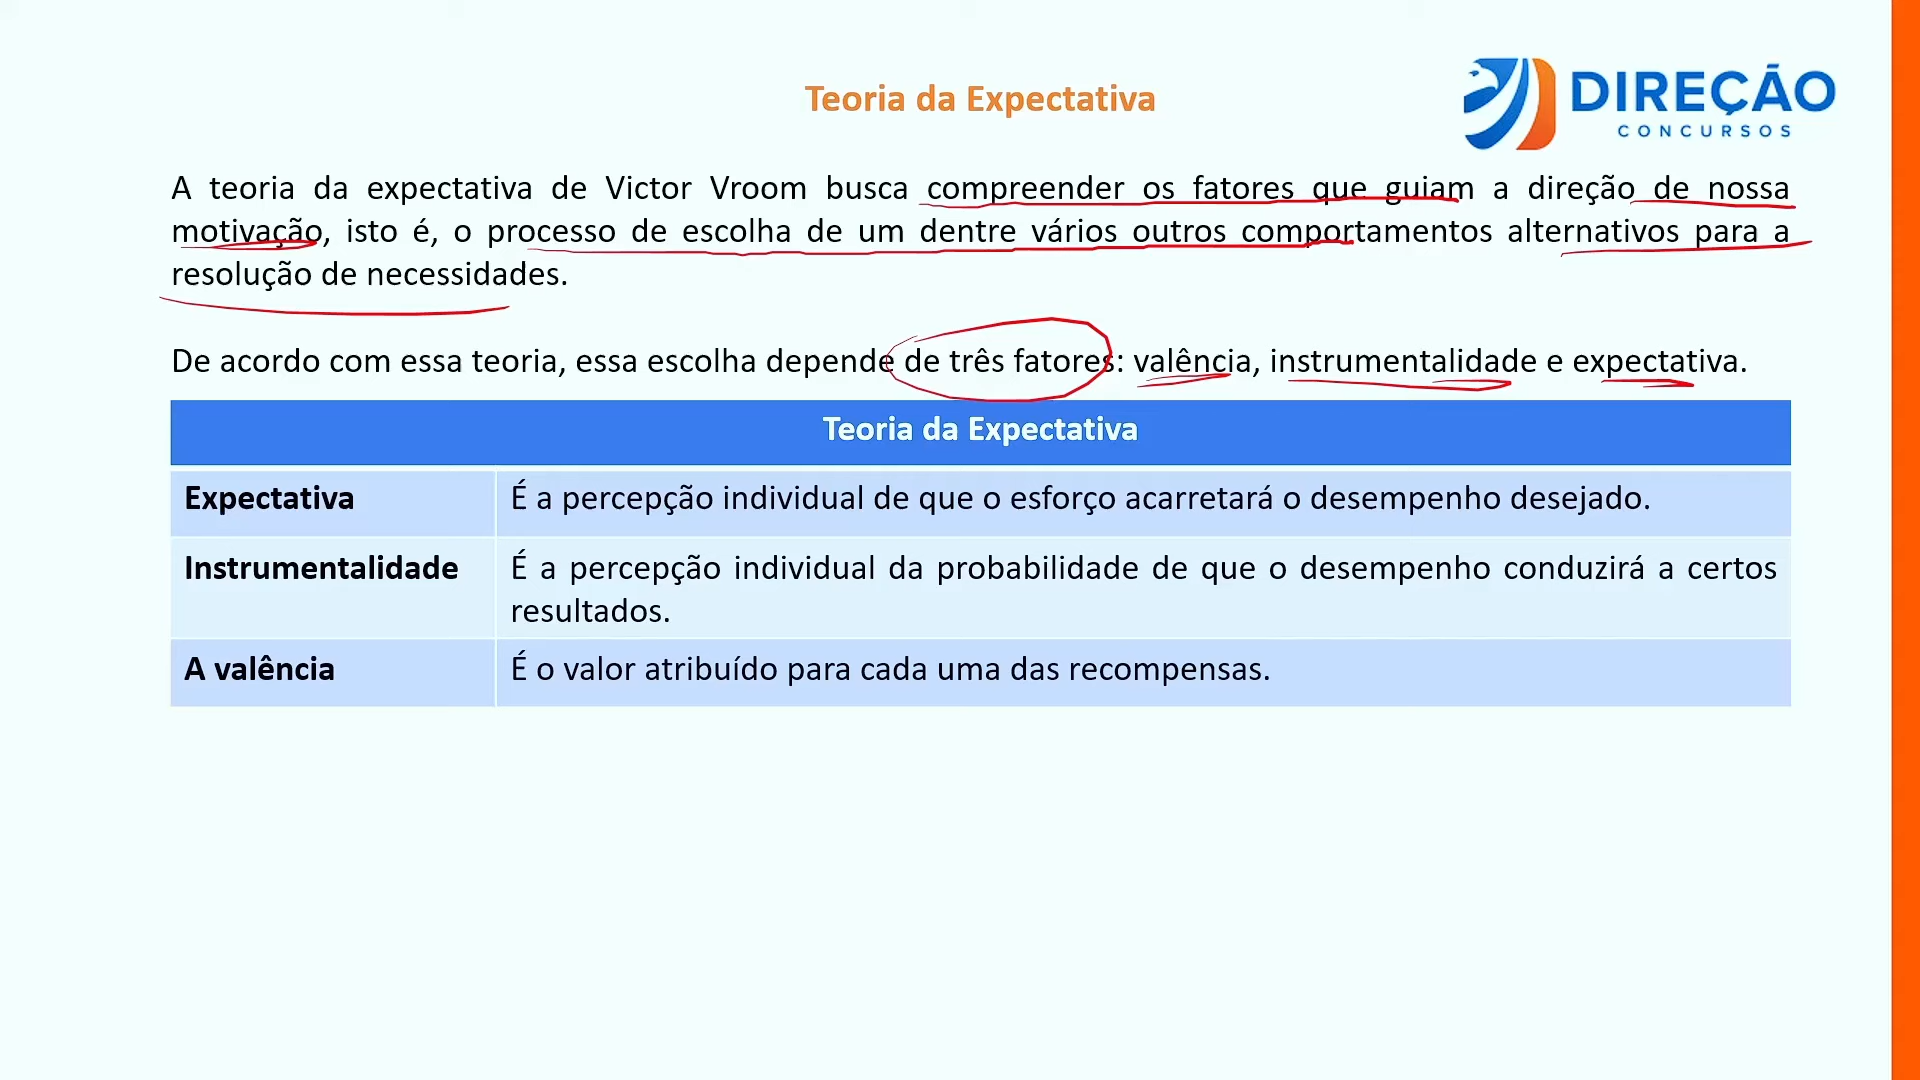 DIREÇÃO
CONCURSOS
Teoria da Expectativa
A teoria da expectativa de Victor Vroom busca compreender os fatores que guiam a direção de nossa
motivação, isto é, o processo de escolha de um dentre vários outros comportamentos alternativos para a
resolução de necessidades.
De acordo com essa teoria, essa escolha depende de três fatores: valência, instrumentalidade e expectativa.
Teoria da Expectativa
Expectativa É a percepção individual de que o esforço acarretará o desempenho desejado.
Instrumentalidade É a percepção individual da probabilidade de que o desempenho conduzirá a certos
resultados.
A valência É o valor atribuído para cada uma das recompensas.